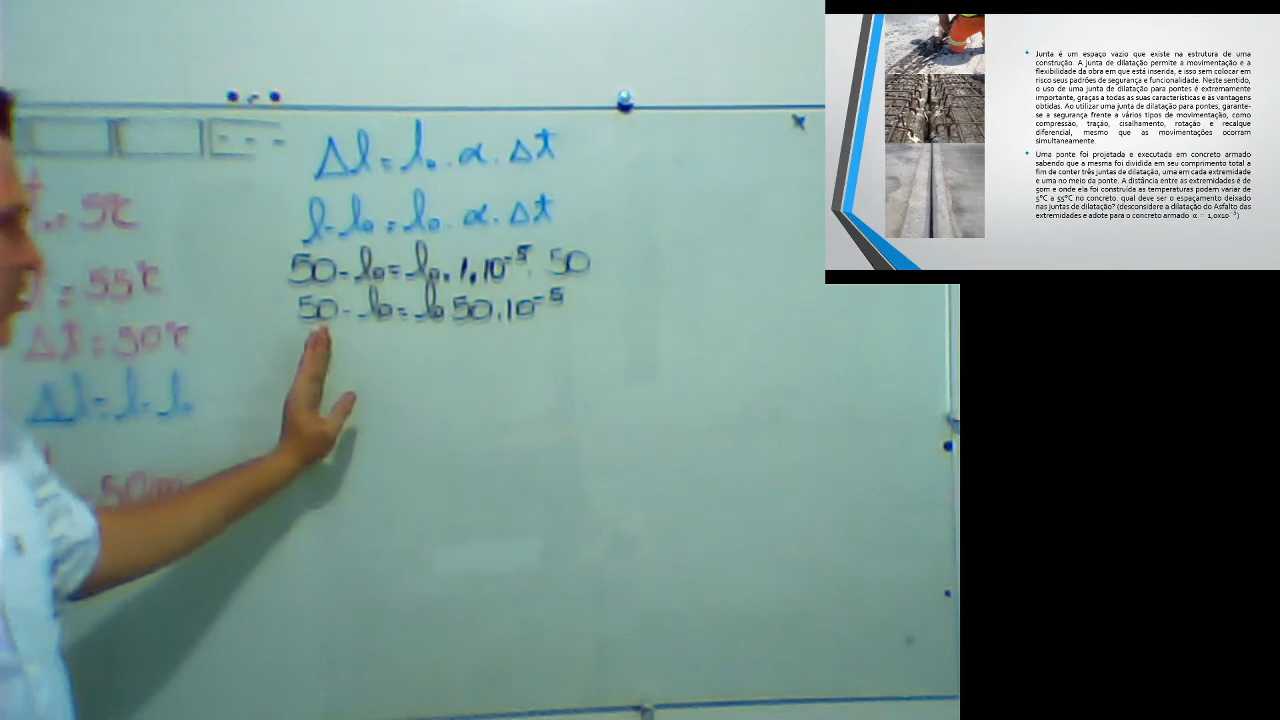 Δl = l₀ . α . Δt
l - l₀ = l₀ . α . Δt
50 - l₀ = l₀ . 1 . 10⁻⁵ . 50
50 - l₀ = l₀ 50 . 10⁻⁵
t₀ = 5°C
= 55°C
Δt = 50°C
Δl = l - l₀
= 50m
• Junta é um espaço vazio que existe na estrutura de uma
construção. A junta de dilatação permite a movimentação e a
flexibilidade da obra em que está inserida, e isso sem colocar em
risco seus padrões de segurança e funcionalidade. Neste sentido,
o uso de uma junta de dilatação para pontes é extremamente
importante, graças a todas as suas características e às vantagens
obtidas. Ao utilizar uma junta de dilatação para pontes, garante-
se a segurança frente a vários tipos de movimentação, como
compressão, tração, cisalhamento, rotação e recalque
diferencial, mesmo que as movimentações ocorram
simultaneamente.
• Uma ponte foi projetada e executada em concreto armado
sabendo que a mesma foi dividida em seu comprimento total a
fim de conter três juntas de dilatação, uma em cada extremidade
e uma no meio da ponte. A distância entre as extremidades é de
50m e onde ela foi construída as temperaturas podem variar de
5°C a 55°C no concreto. qual deve ser o espaçamento deixado
nas juntas de dilatação? (desconsidere a dilatação do Asfalto das
extremidades e adote para o concreto armado α = 1,0x10⁻⁵)